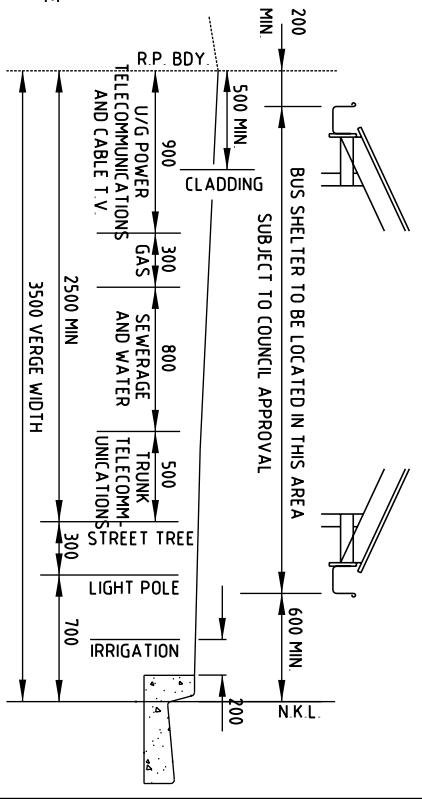 200
MIN.
R.P. BDY.
500 MIN.
CLADDING
BUS SHELTER TO BE LOCATED IN THIS AREA
SUBJECT TO COUNCIL APPROVAL
900
U/G POWER
TELECOMMUNICATIONS
AND CABLE T.V.
300
GAS
800
SEWERAGE
AND WATER
500
TRUNK
TELECOMM-
UNICATIONS
2500 MIN
3500 VERGE WIDTH
300
STREET TREE
LIGHT POLE
700
IRRIGATION
200
600 MIN.
N.K.L.